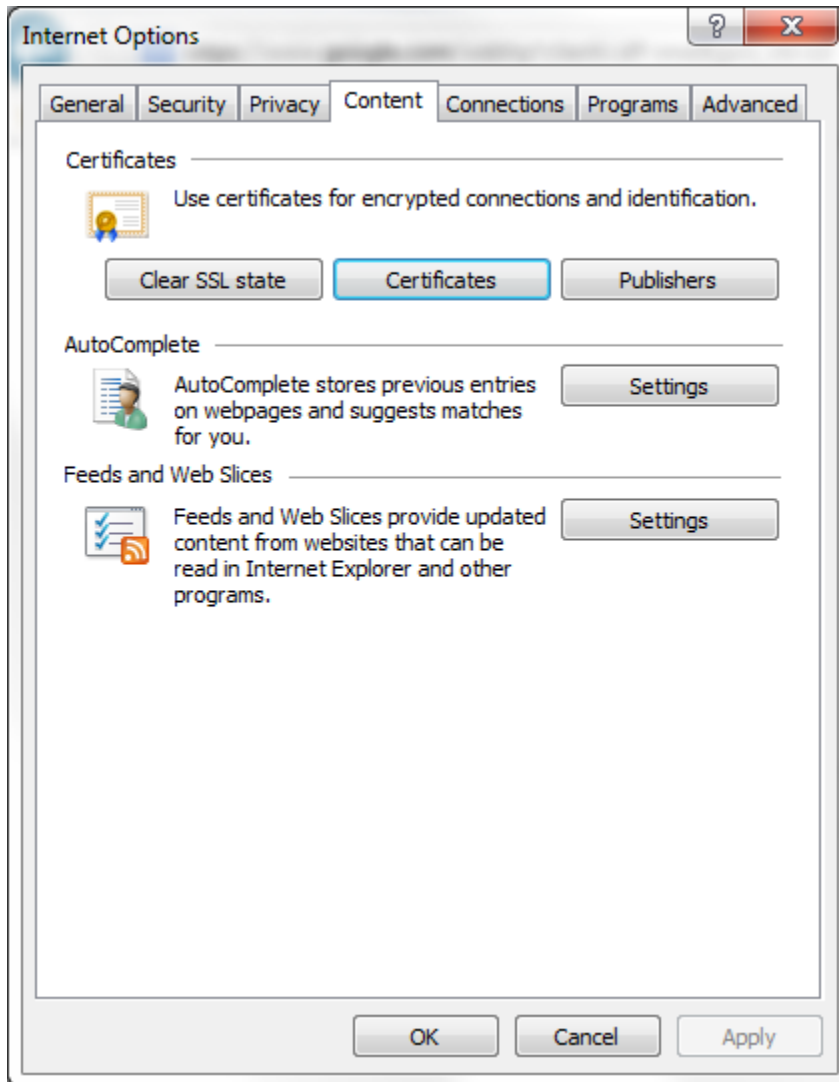 Internet Options
General Security Privacy Content Connections Programs Advanced
Certificates
Use certificates for encrypted connections and identification.
Clear SSL state Certificates Publishers
AutoComplete
AutoComplete stores previous entries
on webpages and suggests matches
for you.
Settings
Feeds and Web Slices
Feeds and Web Slices provide updated
content from websites that can be
read in Internet Explorer and other
programs.
Settings
OK Cancel Apply